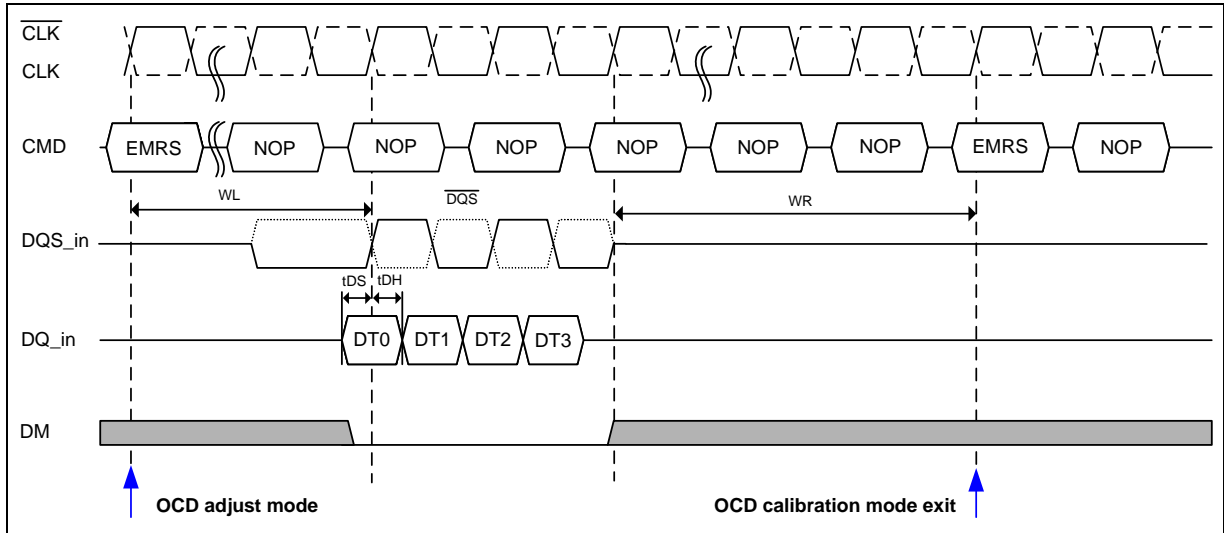 CLK
CLK
CMD EMRS NOP NOP NOP NOP NOP NOP EMRS NOP
WL DQS WR
DQS_in
tDS tDH
DQ_in DT0 DT1 DT2 DT3
DM
OCD adjust mode OCD calibration mode exit